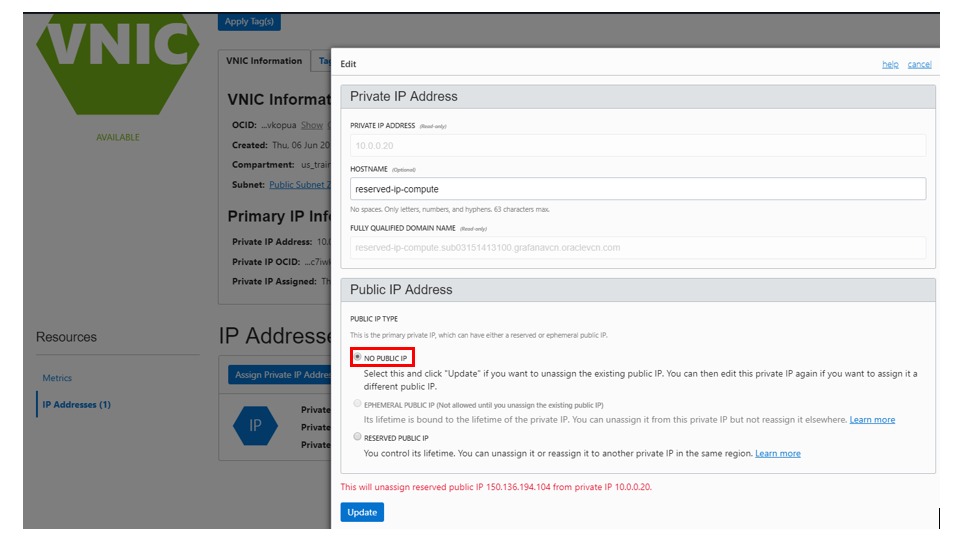 VNIC
AVAILABLE
Apply Tag(s)
VNIC Information
VNIC Informat
OCID: ...vkopua Show
Created: Thu, 06 Jun 20
Compartment: us_train
Subnet: Public Subnet
Primary IP Inf
Private IP Address: 10.
Private IP OCID: ...c7iw
Private IP Assigned: Th
Resources
Metrics
IP Addresses (1)
IP Addresse
Assign Private IP Addres
IP
Private
Private
Private
Edit
help cancel
Private IP Address
PRIVATE IP ADDRESS (Read-only)
10.0.0.20
HOSTNAME (Optional)
reserved-ip-compute
No spaces. Only letters, numbers, and hyphens. 63 characters max.
FULLY QUALIFIED DOMAIN NAME (Read-only)
reserved-ip-compute.sub03151413100.grafanavcn.oraclevcn.com
Public IP Address
PUBLIC IP TYPE
This is the primary private IP, which can have either a reserved or ephemeral public IP.
NO PUBLIC IP
Select this and click "Update" if you want to unassign the existing public IP. You can then edit this private IP again if you want to assign it a
different public IP.
EPHEMERAL PUBLIC IP (Not allowed until you unassign the existing public IP)
Its lifetime is bound to the lifetime of the private IP. You can unassign it from this private IP but not reassign it elsewhere. Learn more
RESERVED PUBLIC IP
You control its lifetime. You can unassign it or reassign it to another private IP in the same region. Learn more
This will unassign reserved public IP 150.136.194.104 from private IP 10.0.0.20.
Update